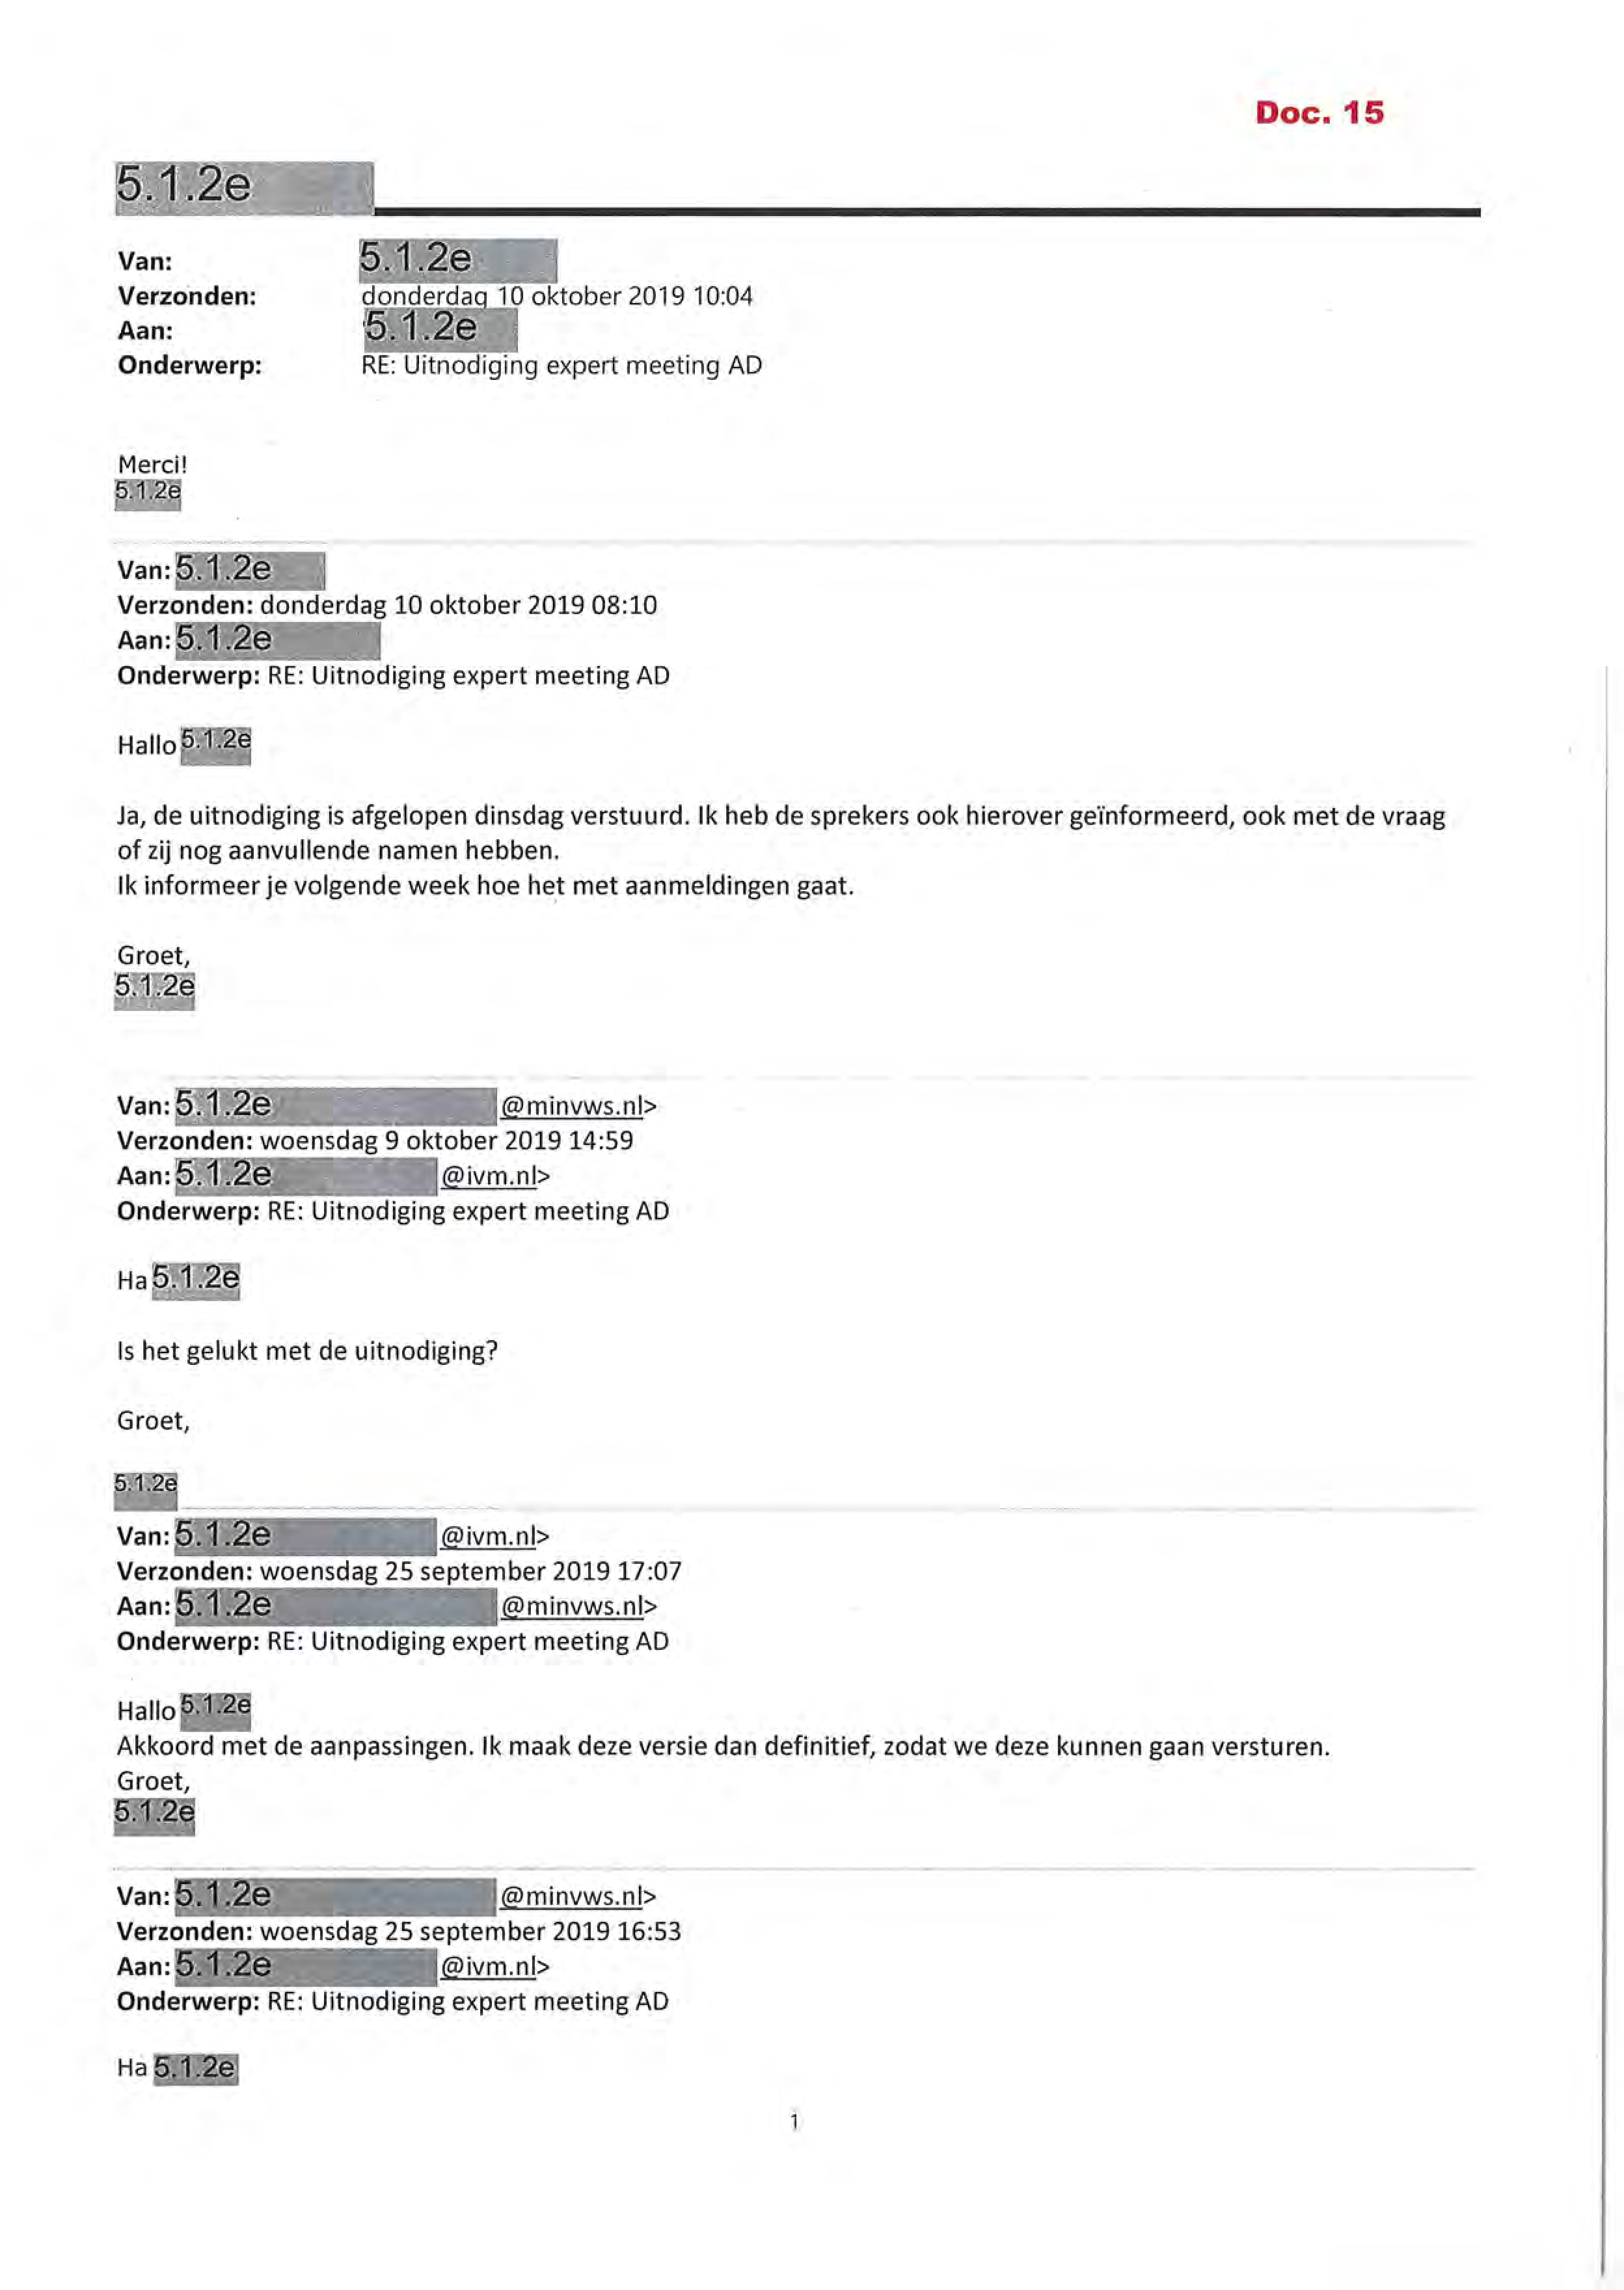 Doc. 15
5.1.2e
Van: 5.1.2e
Verzonden: donderdag 10 oktober 2019 10:04
Aan: 5.1.2e
Onderwerp: RE: Uitnodiging expert meeting AD
Merci!
5.1.2e
Van: 5.1.2e
Verzonden: donderdag 10 oktober 2019 08:10
Aan: 5.1.2e
Onderwerp: RE: Uitnodiging expert meeting AD
Hallo 5.1.2e
Ja, de uitnodiging is afgelopen dinsdag verstuurd. Ik heb de sprekers ook hierover geïnformeerd, ook met de vraag
of zij nog aanvullende namen hebben.
Ik informeer je volgende week hoe het met aanmeldingen gaat.
Groet,
5.1.2e
Van: 5.1.2e @minvws.nl>
Verzonden: woensdag 9 oktober 2019 14:59
Aan: 5.1.2e @ivm.nl>
Onderwerp: RE: Uitnodiging expert meeting AD
Ha 5.1.2e
Is het gelukt met de uitnodiging?
Groet,
5.1.2e
Van: 5.1.2e @ivm.nl>
Verzonden: woensdag 25 september 2019 17:07
Aan: 5.1.2e @minvws.nl>
Onderwerp: RE: Uitnodiging expert meeting AD
Hallo 5.1.2e
Akkoord met de aanpassingen. Ik maak deze versie dan definitief, zodat we deze kunnen gaan versturen.
Groet,
5.1.2e
Van: 5.1.2e @minvws.nl>
Verzonden: woensdag 25 september 2019 16:53
Aan: 5.1.2e @ivm.nl>
Onderwerp: RE: Uitnodiging expert meeting AD
Ha 5.1.2e
1